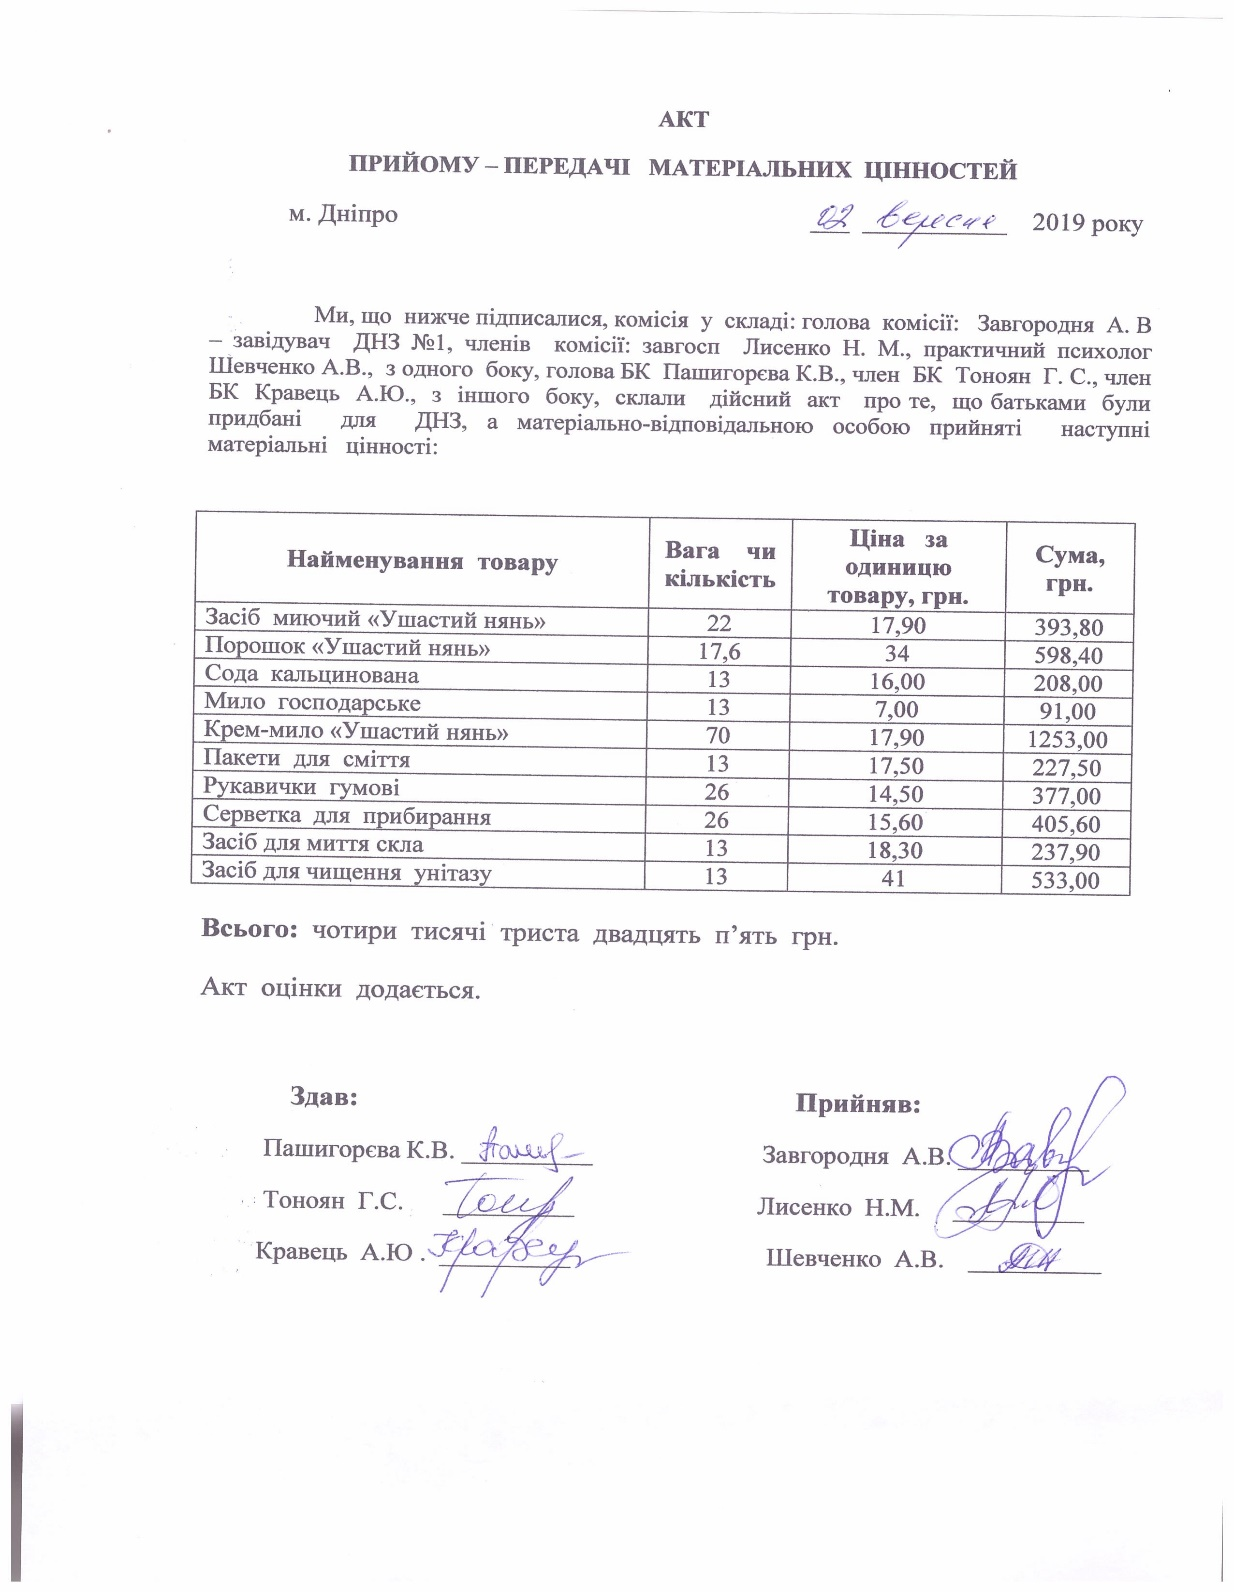 АКТ
ПРИЙОМУ – ПЕРЕДАЧІ МАТЕРІАЛЬНИХ ЦІННОСТЕЙ
м. Дніпро 02 вересня 2019 року
Ми, що нижче підписалися, комісія у складі: голова комісії: Завгородня А. В
– завідувач ДНЗ №1, членів комісії: завгосп Лисенко Н. М., практичний психолог
Шевченко А.В., з одного боку, голова БК Пашигорєва К.В., член БК Тоноян Г. С., член
БК Кравець А.Ю., з іншого боку, склали дійсний акт про те, що батьками були
придбані для ДНЗ, а матеріально-відповідальною особою прийняті наступні
матеріальні цінності:
Найменування товару Вага чи кількість Ціна за одиницю товару, грн. Сума, грн.
Засіб миючий «Ушастий нянь» 22 17,90 393,80
Порошок «Ушастий нянь» 17,6 34 598,40
Сода кальцинована 13 16,00 208,00
Мило господарське 13 7,00 91,00
Крем-мило «Ушастий нянь» 70 17,90 1253,00
Пакети для сміття 13 17,50 227,50
Рукавички гумові 26 14,50 377,00
Серветка для прибирання 26 15,60 405,60
Засіб для миття скла 13 18,30 237,90
Засіб для чищення унітазу 13 41 533,00
Всього: чотири тисячі триста двадцять п’ять грн.
Акт оцінки додається.
Здав: Прийняв:
Пашигорєва К.В. Завгородня А.В.
Тоноян Г.С. Лисенко Н.М.
Кравець А.Ю . Шевченко А.В.